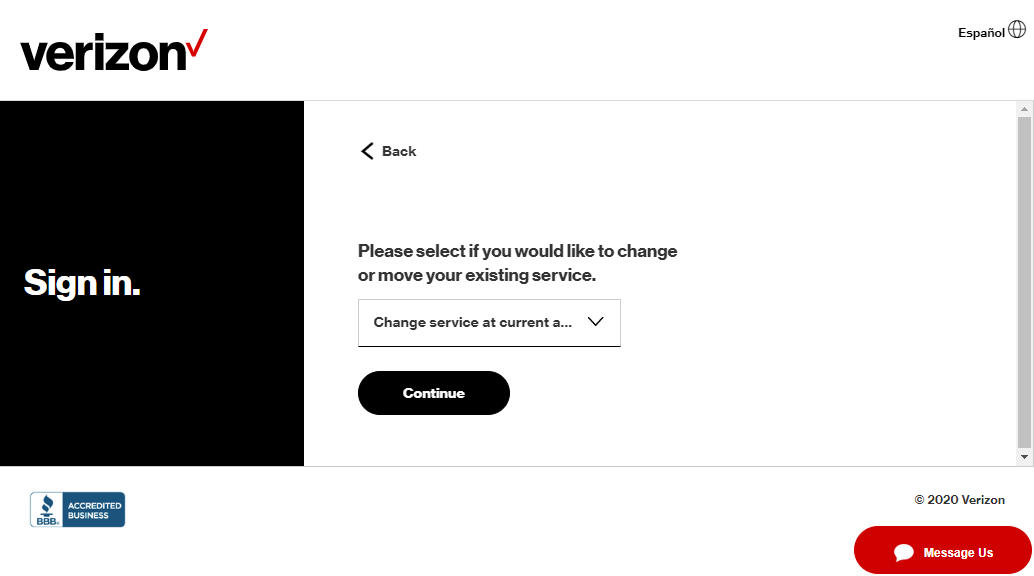 verizon
Español
Back
Sign in.
Please select if you would like to change
or move your existing service.
Change service at current a...
Continue
BBB.
ACCREDITED
BUSINESS
© 2020 Verizon
Message Us